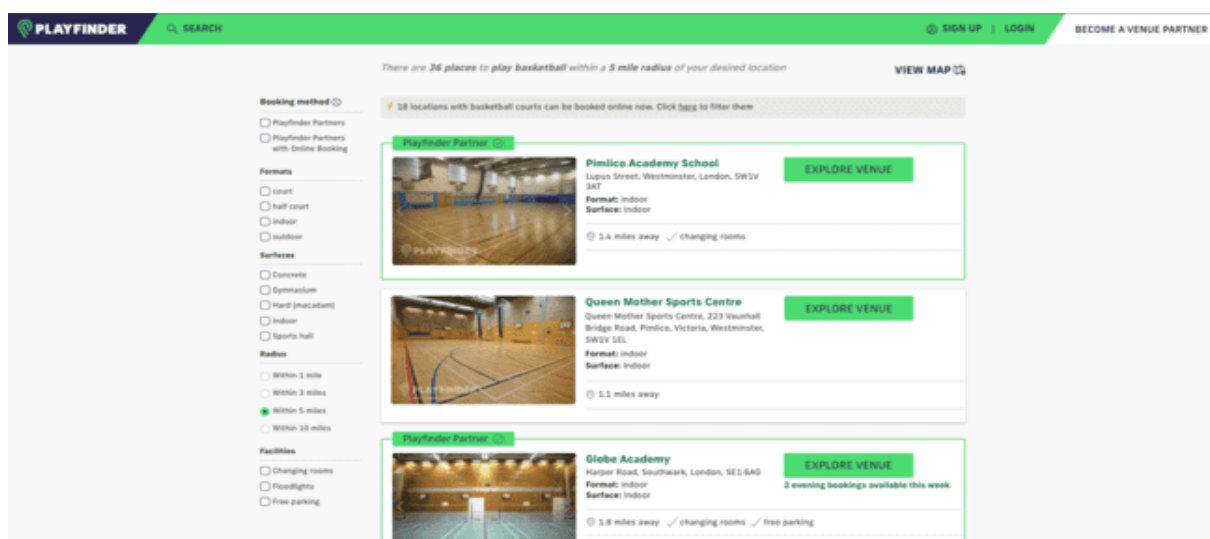 PLAYFINDER
SEARCH
SIGN UP | LOGIN
BECOME A VENUE PARTNER
There are 36 places to play basketball within a 5 mile radius of your desired location
VIEW MAP
Booking method
Playfinder Partners
Playfinder Partners
with Online Booking
Formats
court
half court
indoor
outdoor
Surfaces
Concrete
Gymnasium
Hard (macadam)
Indoor
Sports hall
Radius
Within 1 mile
Within 3 miles
Within 5 miles
Within 10 miles
Facilities
Changing rooms
Floodlights
Free parking
18 locations with basketball courts can be booked online now. Click here to filter them
Playfinder Partner
PLAYFINDER
Pimlico Academy School
Lupus Street, Westminster, London, SW1V
3AT
Format: indoor
Surface: Indoor
1.4 miles away ✓ changing rooms
EXPLORE VENUE
PLAYFINDER
Queen Mother Sports Centre
Queen Mother Sports Centre, 223 Vauxhall
Bridge Road, Pimlico, Victoria, Westminster,
SW1V 1EL
Format: indoor
Surface: Indoor
1.1 miles away
EXPLORE VENUE
Playfinder Partner
Globe Academy
Harper Road, Southwark, London, SE1 6AG
Format: indoor
Surface: Indoor
1.8 miles away ✓ changing rooms ✓ free parking
EXPLORE VENUE
2 evening bookings available this week